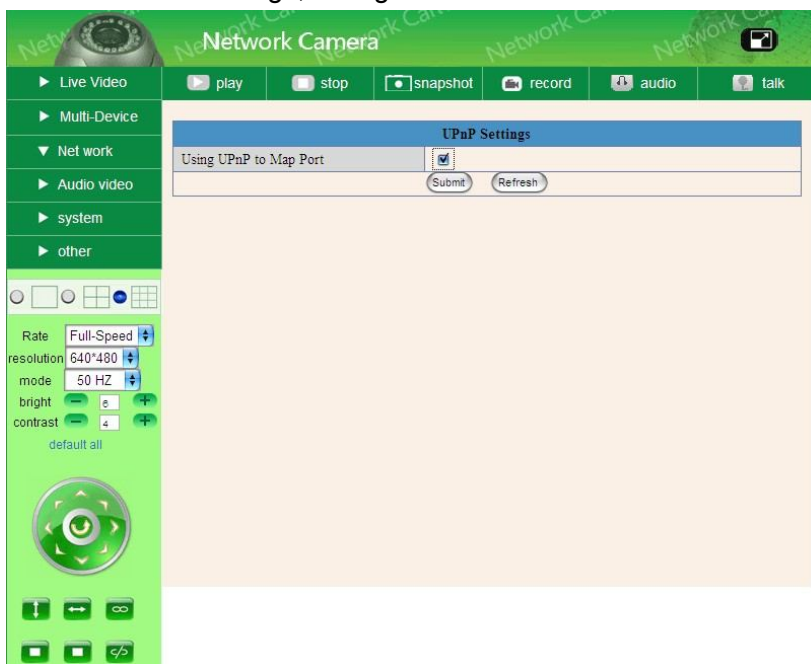 Network Camera
Live Video
play stop snapshot record audio talk
Multi-Device
Net work
Audio video
system
other
UPnP Settings
Using UPnP to Map Port
Submit Refresh
Rate Full-Speed
resolution 640*480
mode 50 HZ
bright 6
contrast 4
default all